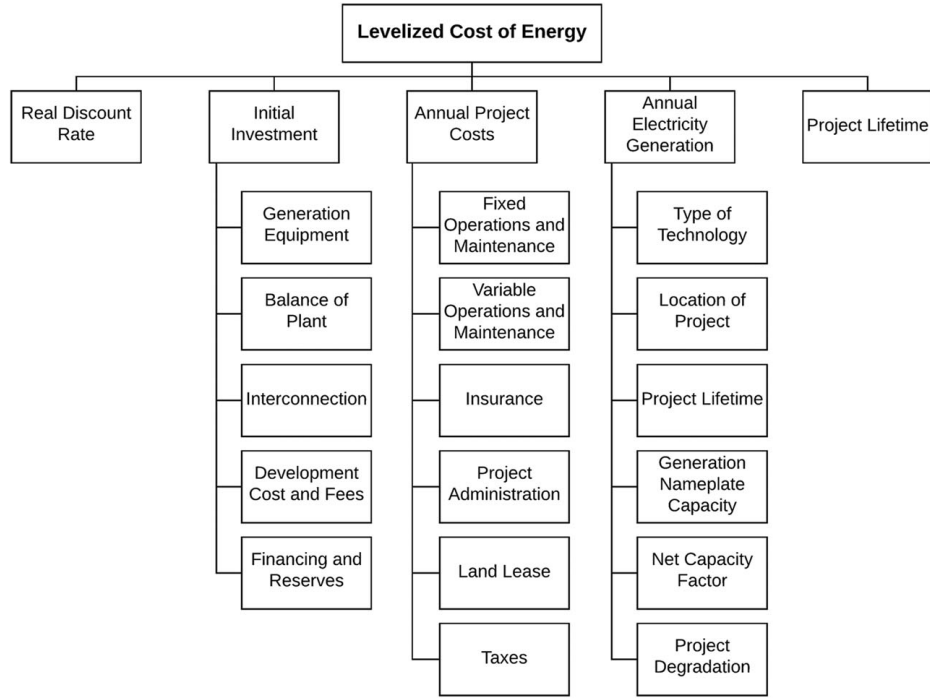 Levelized Cost of Energy
Real Discount
Rate
Initial
Investment
Annual Project
Costs
Annual
Electricity
Generation
Project Lifetime
Generation
Equipment
Balance of
Plant
Interconnection
Development
Cost and Fees
Financing and
Reserves
Fixed
Operations and
Maintenance
Variable
Operations and
Maintenance
Insurance
Project
Administration
Land Lease
Taxes
Type of
Technology
Location of
Project
Project Lifetime
Generation
Nameplate
Capacity
Net Capacity
Factor
Project
Degradation